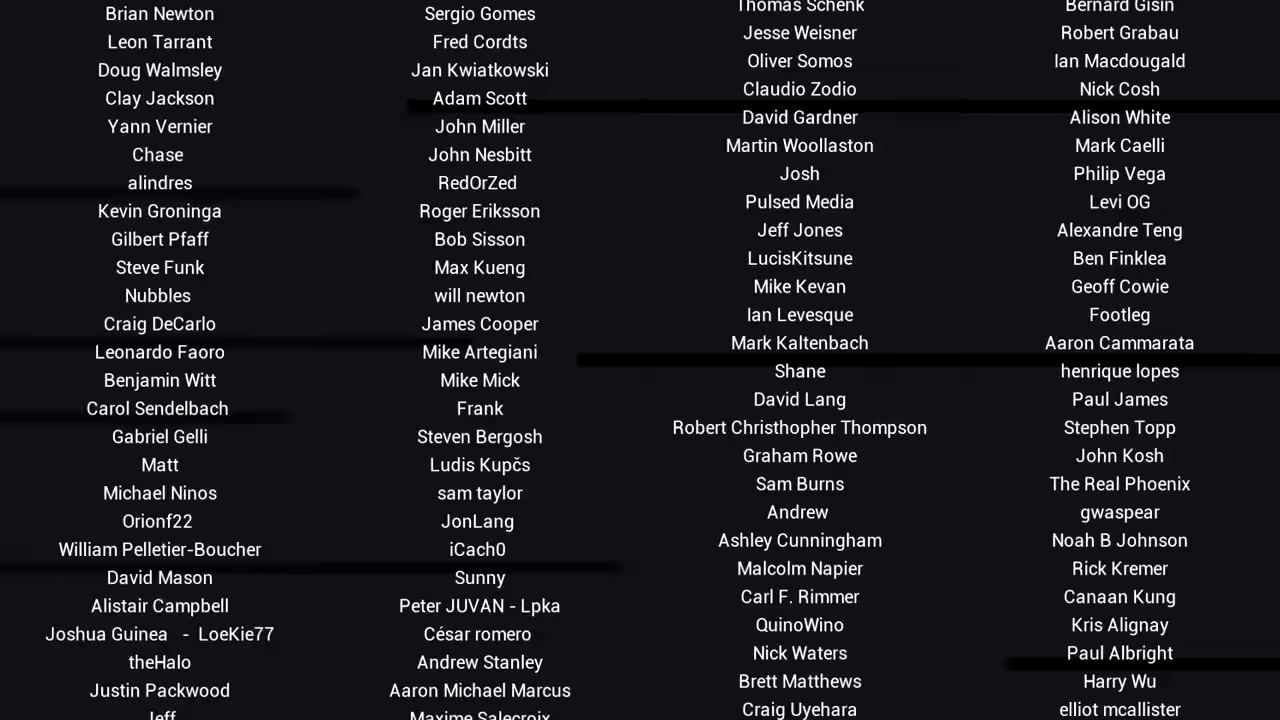 Brian Newton
Leon Tarrant
Doug Walmsley
Clay Jackson
Yann Vernier
Chase
alindres
Kevin Groninga
Gilbert Pfaff
Steve Funk
Nubbles
Craig DeCarlo
Leonardo Faoro
Benjamin Witt
Carol Sendelbach
Gabriel Gelli
Matt
Michael Ninos
Orionf22
William Pelletier-Boucher
David Mason
Alistair Campbell
Joshua Guinea - LoeKie77
theHalo
Justin Packwood
Jeff
Sergio Gomes
Fred Cordts
Jan Kwiatkowski
Adam Scott
John Miller
John Nesbitt
RedOrZed
Roger Eriksson
Bob Sisson
Max Kueng
will newton
James Cooper
Mike Artegiani
Mike Mick
Frank
Steven Bergosh
Ludis Kupčs
sam taylor
JonLang
iCach0
Sunny
Peter JUVAN - Lpka
César romero
Andrew Stanley
Aaron Michael Marcus
Maxime Salecroix
Thomas Schenk
Jesse Weisner
Oliver Somos
Claudio Zodio
David Gardner
Martin Woollaston
Josh
Pulsed Media
Jeff Jones
LucisKitsune
Mike Kevan
Ian Levesque
Mark Kaltenbach
Shane
David Lang
Robert Christhopher Thompson
Graham Rowe
Sam Burns
Andrew
Ashley Cunningham
Malcolm Napier
Carl F. Rimmer
QuinoWino
Nick Waters
Brett Matthews
Craig Uyehara
Bernard Gisin
Robert Grabau
Ian Macdougald
Nick Cosh
Alison White
Mark Caelli
Philip Vega
Levi OG
Alexandre Teng
Ben Finklea
Geoff Cowie
Footleg
Aaron Cammarata
henrique lopes
Paul James
Stephen Topp
John Kosh
The Real Phoenix
gwaspear
Noah B Johnson
Rick Kremer
Canaan Kung
Kris Alignay
Paul Albright
Harry Wu
elliot mcallister